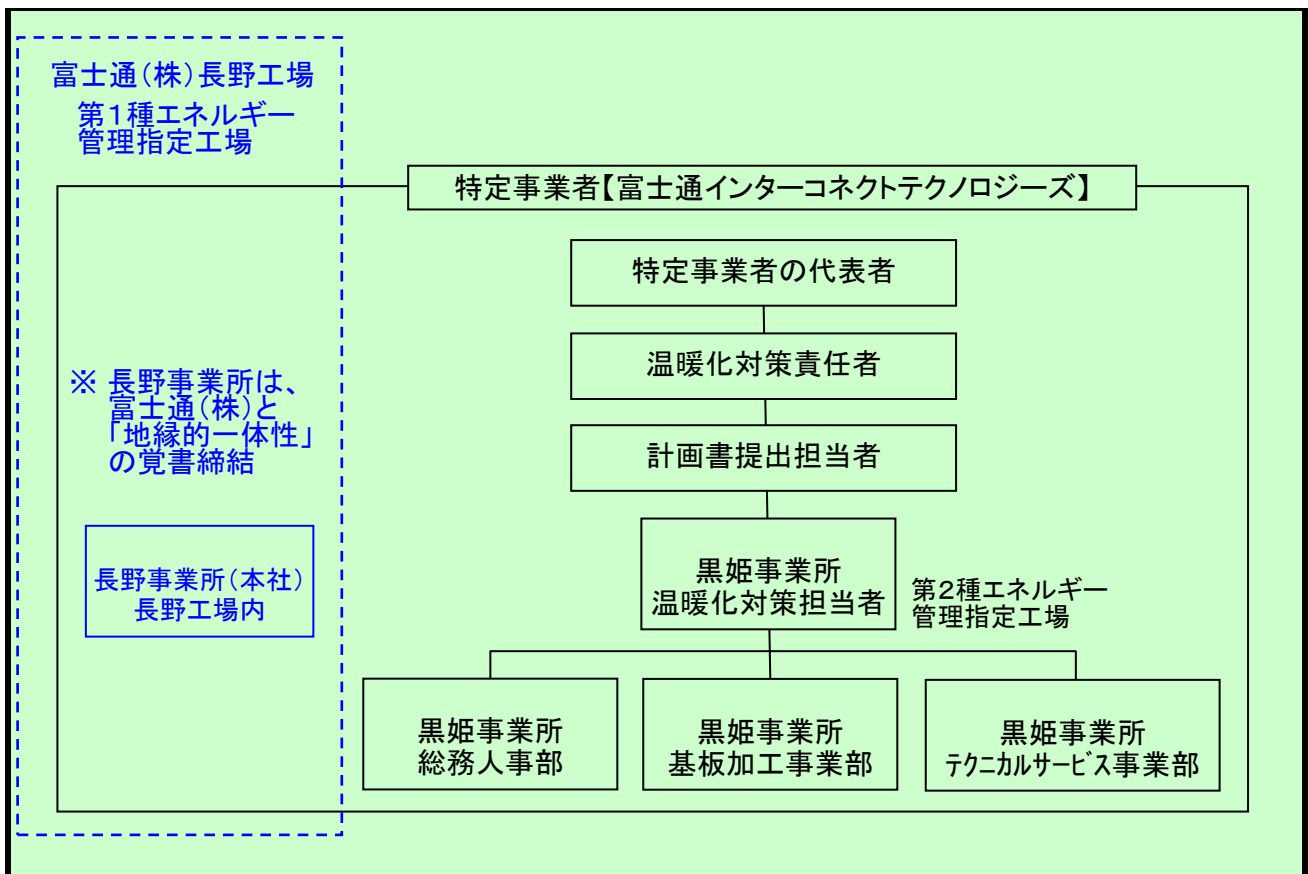 富士通(株)長野工場
第1種エネルギー
管理指定工場
特定事業者【富士通インターコネクトテクノロジーズ】
特定事業者の代表者
温暖化対策責任者
計画書提出担当者
※ 長野事業所は、
富士通(株)と
「地縁的一体性」
の覚書締結
長野事業所(本社)
長野工場内
黒姫事業所
温暖化対策担当者
第2種エネルギー
管理指定工場
黒姫事業所
総務人事部
黒姫事業所
基板加工事業部
黒姫事業所
テクニカルサービス事業部